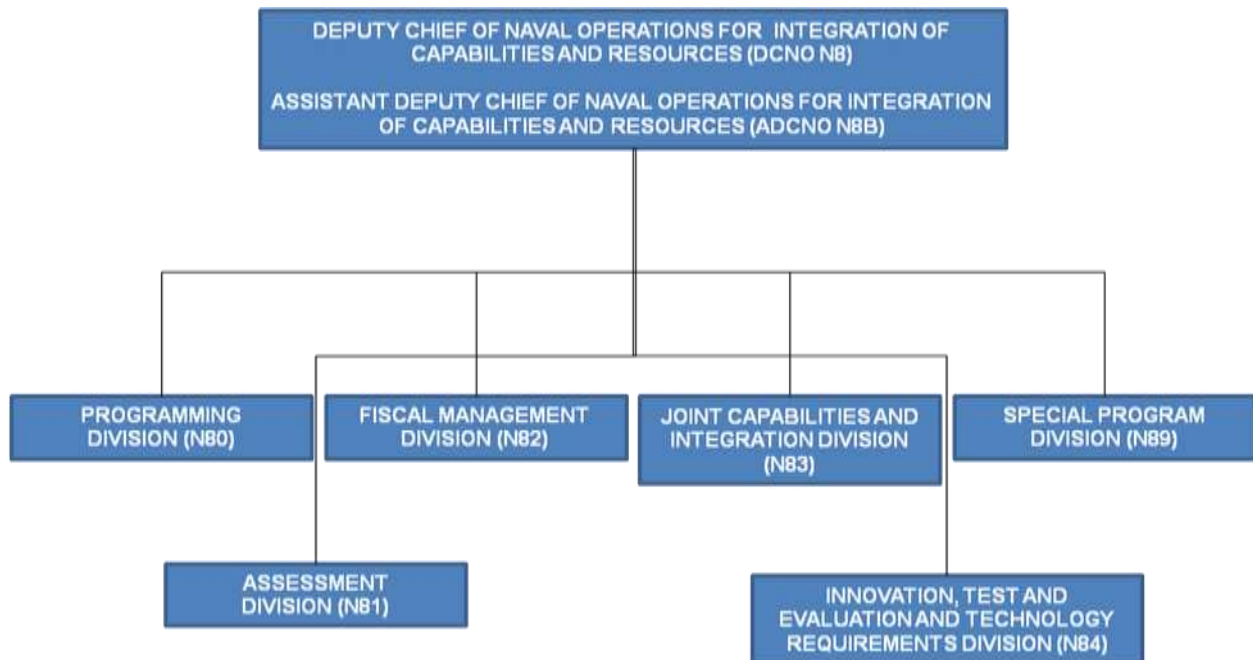 DEPUTY CHIEF OF NAVAL OPERATIONS FOR INTEGRATION OF
CAPABILITIES AND RESOURCES (DCNO N8)
ASSISTANT DEPUTY CHIEF OF NAVAL OPERATIONS FOR INTEGRATION
OF CAPABILITIES AND RESOURCES (ADCNO N8B)
PROGRAMMING
DIVISION (N80)
FISCAL MANAGEMENT
DIVISION (N82)
JOINT CAPABILITIES AND
INTEGRATION DIVISION
(N83)
SPECIAL PROGRAM
DIVISION (N89)
ASSESSMENT
DIVISION (N81)
INNOVATION, TEST AND
EVALUATION AND TECHNOLOGY
REQUIREMENTS DIVISION (N84)